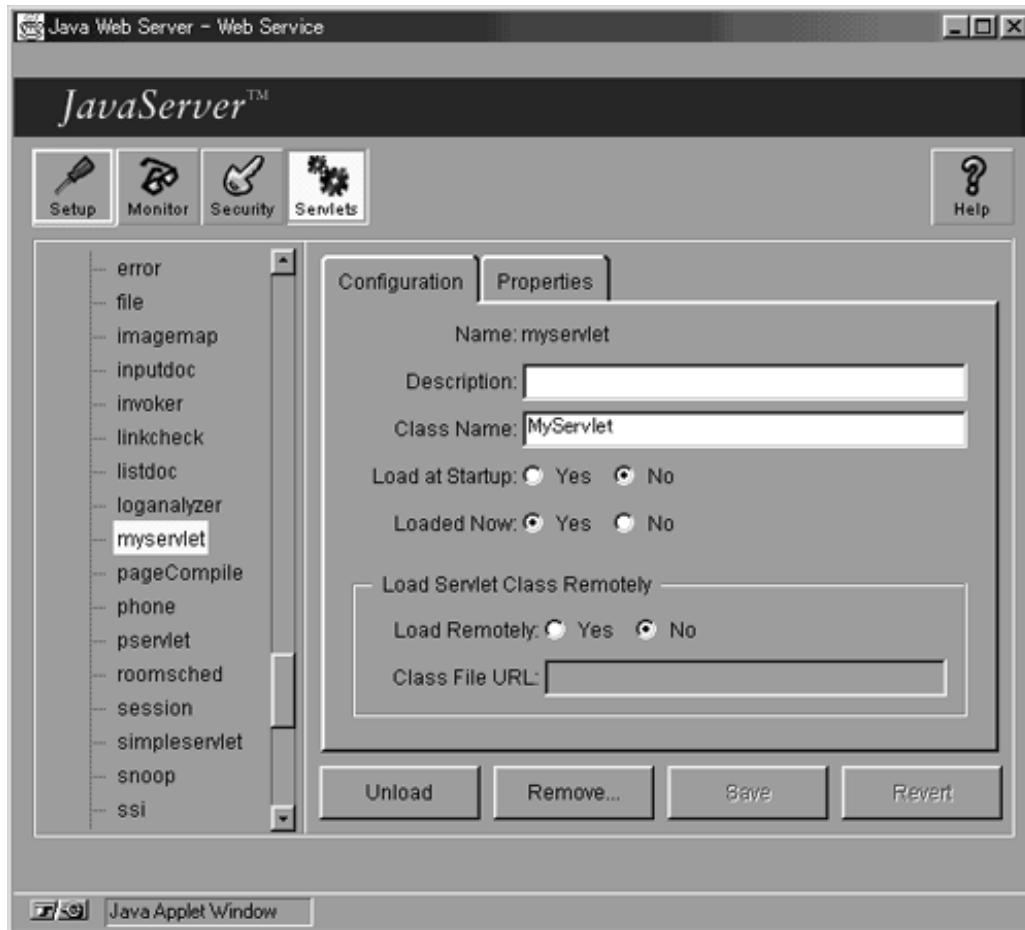 Java Web Server - Web Service
JavaServer™
Setup
Monitor
Security
Servlets
Help
error
file
imagemap
inputdoc
invoker
linkcheck
listdoc
loganalyzer
myservlet
pageCompile
phone
pservlet
roomsched
session
simpleservlet
snoop
ssi
Configuration
Properties
Name: myservlet
Description:
Class Name: MyServlet
Load at Startup: Yes No
Loaded Now: Yes No
Load Servlet Class Remotely
Load Remotely: Yes No
Class File URL:
Unload
Remove...
Save
Revert
Java Applet Window